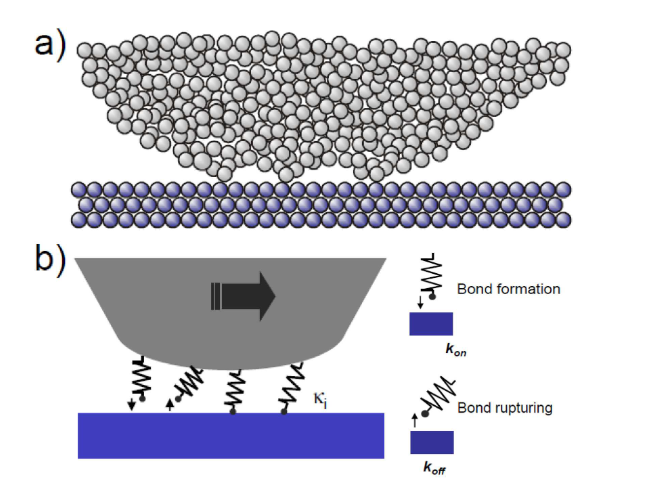 a)
b)
Bond formation
k_on
κ_i
Bond rupturing
k_off